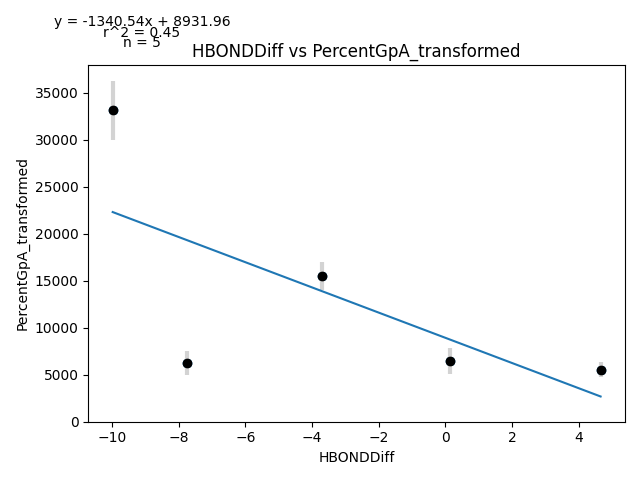 y = -1340.54x + 8931.96
r^2 = 0.45
n = 5
HBONDDiff vs PercentGpA_transformed
PercentGpA_transformed
35000
30000
25000
20000
15000
10000
5000
0
−10
−8
−6
−4
−2
0
2
4
HBONDDiff